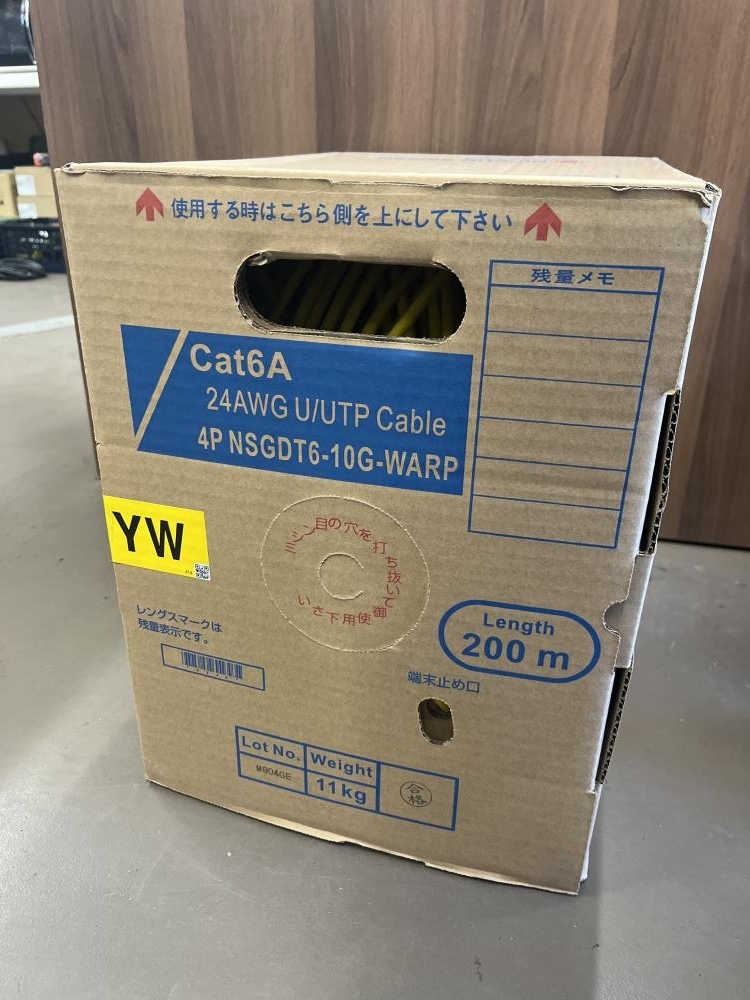 使用する時はこちら側を上にして下さい
残量メモ
Cat6A
24AWG U/UTP Cable
4P NSGDT6-10G-WARP
YW
ミシン目の穴を打ち抜いて御使用下さい
レングスマークは
残量表示です。
Length
200 m
端末止め口
Lot No.
Weight
M904GE
11kg
合格